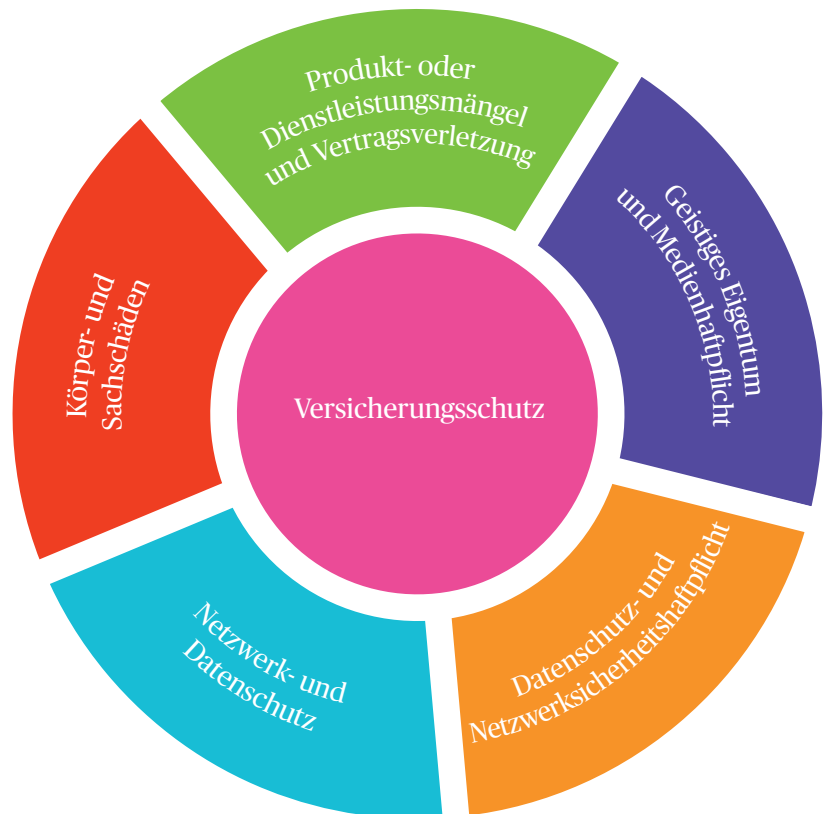 Produkt- oder
Dienstleistungsmängel
und Vertragsverletzung
Geistiges Eigentum
und Medienhaftpflicht
Datenschutz- und
Netzwerksicherheitshaftpflicht
Netzwerk- und
Datenschutz
Körper- und
Sachschäden
Versicherungsschutz